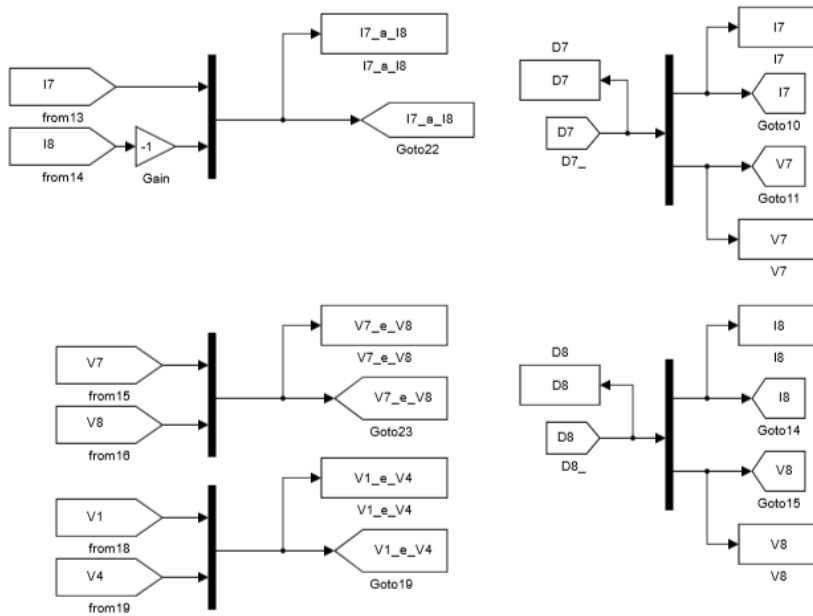 I7_a_I8
I7_a_I8
I7
from13
I8
from14
-1
Gain
I7_a_I8
Goto22
D7
D7
D7
D7_
I7
I7
I7
Goto10
V7
Goto11
V7
V7
V7_e_V8
V7_e_V8
V7
from15
V8
from16
V7_e_V8
Goto23
V1_e_V4
V1_e_V4
V1
from18
V4
from19
V1_e_V4
Goto19
D8
D8
D8
D8_
I8
I8
I8
Goto14
V8
Goto15
V8
V8